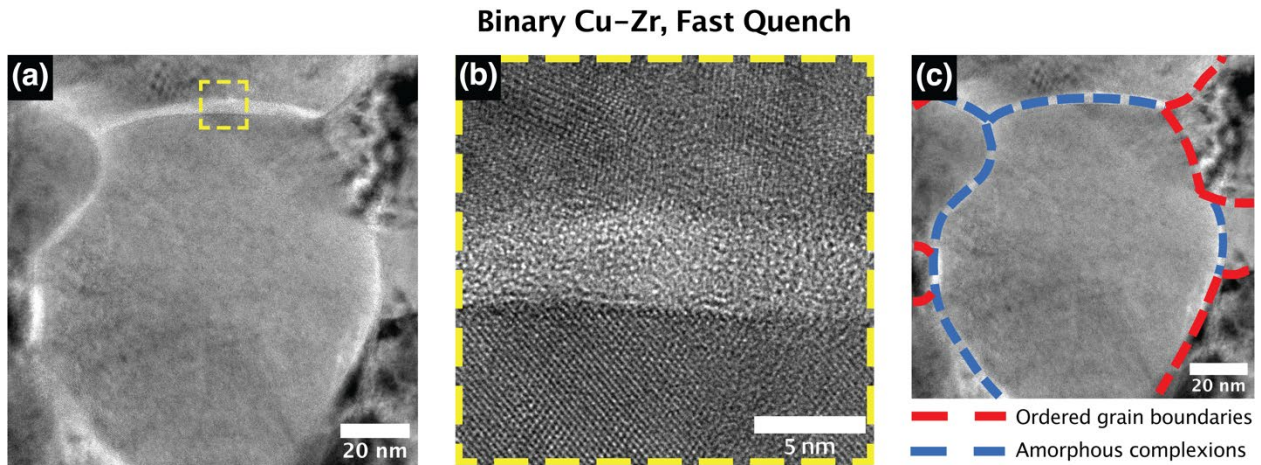 Binary Cu–Zr, Fast Quench
(a)
20 nm
(b)
5 nm
(c)
20 nm
Ordered grain boundaries
Amorphous complexions